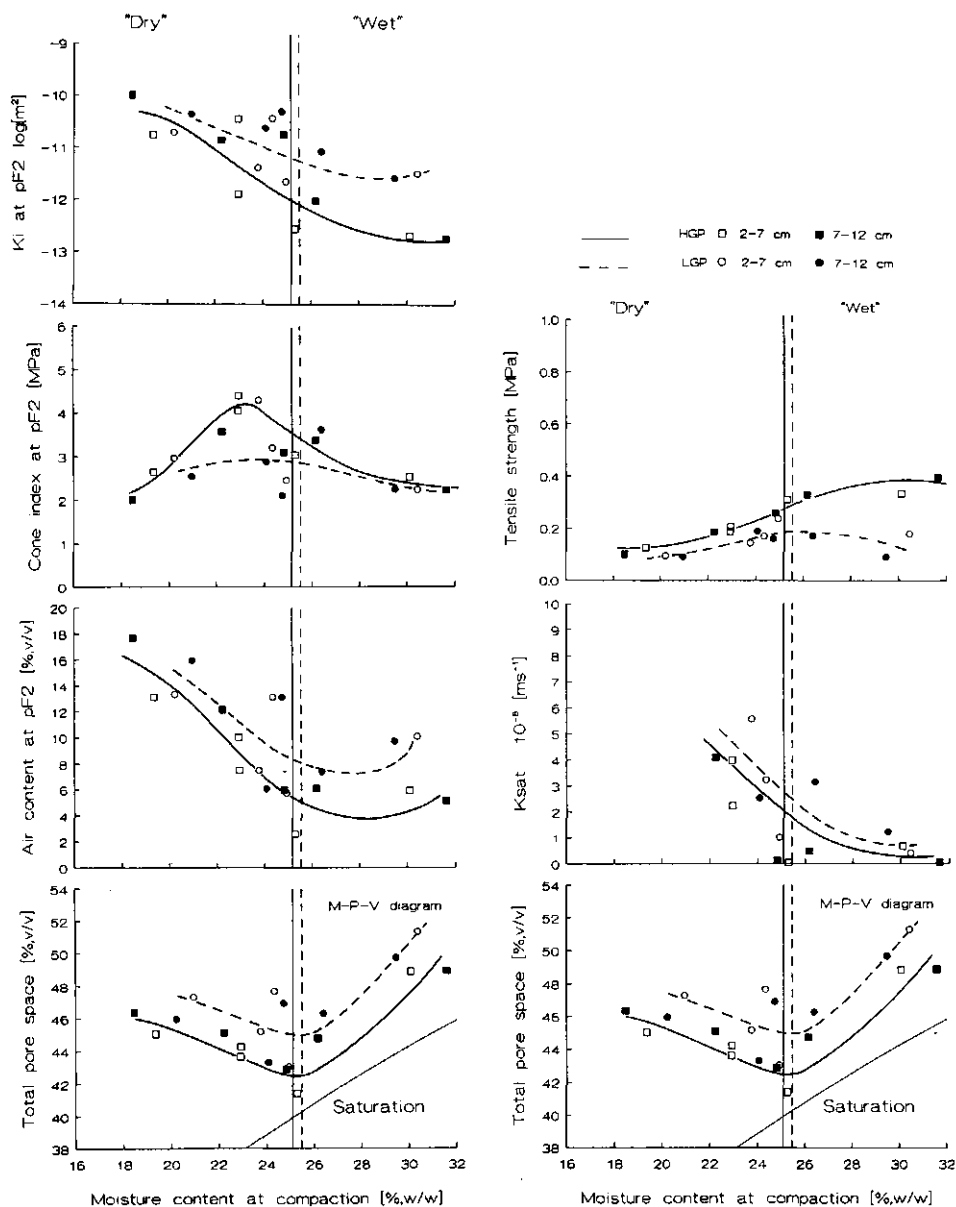 "Dry"
"Wet"
-9
-10
-11
-12
-13
-14
Ki at pF2 log[m²]
6
5
4
3
2
1
0
Cone index at pF2 [MPa]
20
18
16
14
12
10
8
6
4
2
0
Air content at pF2 [%,v/v]
54
52
50
48
46
44
42
40
38
Total pore space [%,v/v]
M-P-V diagram
Saturation
16 18 20 22 24 26 28 30 32
Moisture content at compaction [%,w/w]
HGP 2-7 cm 7-12 cm
LGP 2-7 cm 7-12 cm
"Dry"
"Wet"
1.0
0.8
0.6
0.4
0.2
0.0
Tensile strength [MPa]
10
9
8
7
6
5
4
3
2
1
0
54
52
50
48
46
44
42
40
38
Total pore space [%,v/v]
M-P-V diagram
Saturation
16 18 20 22 24 26 28 30 32
Moisture content at compaction [%,w/w]